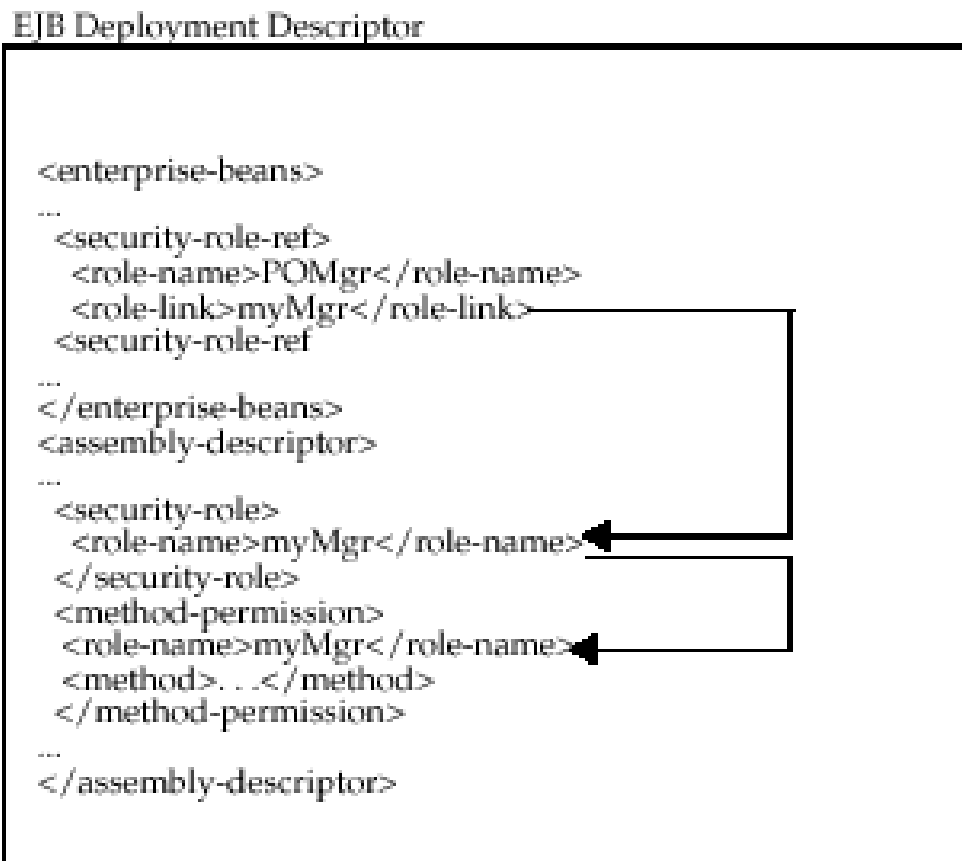 EJB Deployment Descriptor
<enterprise-beans>
...
<security-role-ref>
<role-name>POMgr</role-name>
<role-link>myMgr</role-link>
<security-role-ref
...
</enterprise-beans>
<assembly-descriptor>
...
<security-role>
<role-name>myMgr</role-name>
</security-role>
<method-permission>
<role-name>myMgr</role-name>
<method>. . .</method>
</method-permission>
...
</assembly-descriptor>